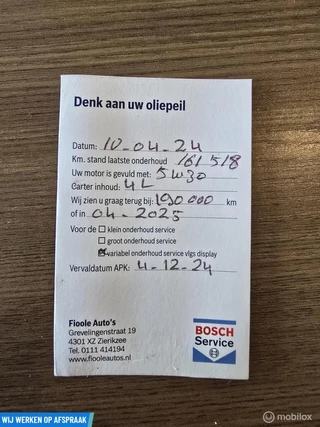 Denk aan uw oliepeil
Datum: 10-04-24
Km. stand laatste onderhoud 161518
Uw motor is gevuld met: 5W30
Carter inhoud: 4L
Wij zien u graag terug bij: 190000 km
of in 04-2025
Voor de klein onderhoud service
groot onderhoud service
variabel onderhoud service vlgs display
Vervaldatum APK: 4-12-24
Fioole Auto's
Grevelingenstraat 19
4301 XZ Zierikzee
Tel. 0111 414194
www.fiooleautos.nl
BOSCH
Service
WIJ WERKEN OP AFSPRAAK
mobilox